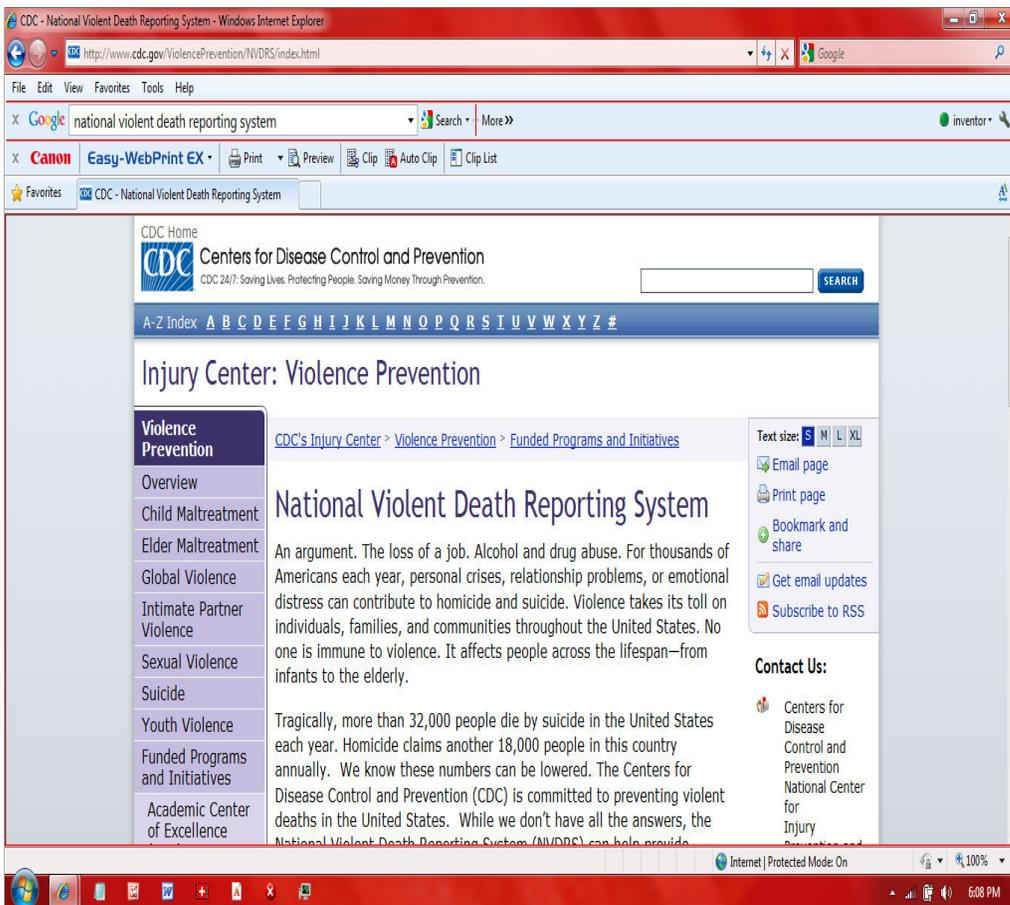 CDC - National Violent Death Reporting System - Windows Internet Explorer
http://www.cdc.gov/ViolencePrevention/NVDRS/index.html
Google
File Edit View Favorites Tools Help
x Google national violent death reporting system Search More » inventor
x Canon Easy-WebPrint EX Print Preview Clip Auto Clip Clip List
Favorites CDC CDC - National Violent Death Reporting System
CDC Home
CDC Centers for Disease Control and Prevention
CDC 24/7: Saving Lives. Protecting People. Saving Money Through Prevention.
SEARCH
A-Z Index A B C D E F G H I J K L M N O P Q R S T U V W X Y Z #
Injury Center: Violence Prevention
Violence
Prevention
Overview
Child Maltreatment
Elder Maltreatment
Global Violence
Intimate Partner
Violence
Sexual Violence
Suicide
Youth Violence
Funded Programs
and Initiatives
Academic Center
of Excellence
CDC's Injury Center > Violence Prevention > Funded Programs and Initiatives
National Violent Death Reporting System
An argument. The loss of a job. Alcohol and drug abuse. For thousands of
Americans each year, personal crises, relationship problems, or emotional
distress can contribute to homicide and suicide. Violence takes its toll on
individuals, families, and communities throughout the United States. No
one is immune to violence. It affects people across the lifespan—from
infants to the elderly.
Tragically, more than 32,000 people die by suicide in the United States
each year. Homicide claims another 18,000 people in this country
annually. We know these numbers can be lowered. The Centers for
Disease Control and Prevention (CDC) is committed to preventing violent
deaths in the United States. While we don't have all the answers, the
National Violent Death Reporting System (NVDRS) can help provide
Text size: S M L XL
Email page
Print page
Bookmark and
share
Get email updates
Subscribe to RSS
Contact Us:
Centers for
Disease
Control and
Prevention
National Center
for
Injury
Prevention and
Internet | Protected Mode: On 100%
6:08 PM